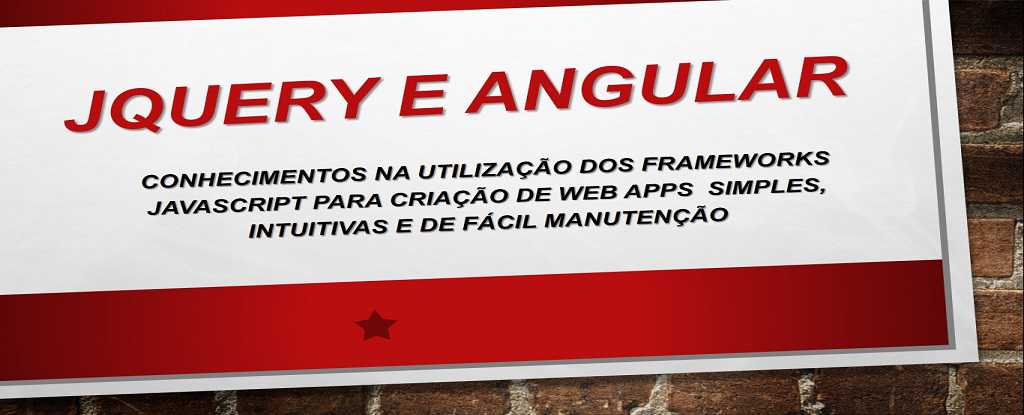 JQUERY E ANGULAR
CONHECIMENTOS NA UTILIZAÇÃO DOS FRAMEWORKS
JAVASCRIPT PARA CRIAÇÃO DE WEB APPS SIMPLES,
INTUITIVAS E DE FÁCIL MANUTENÇÃO